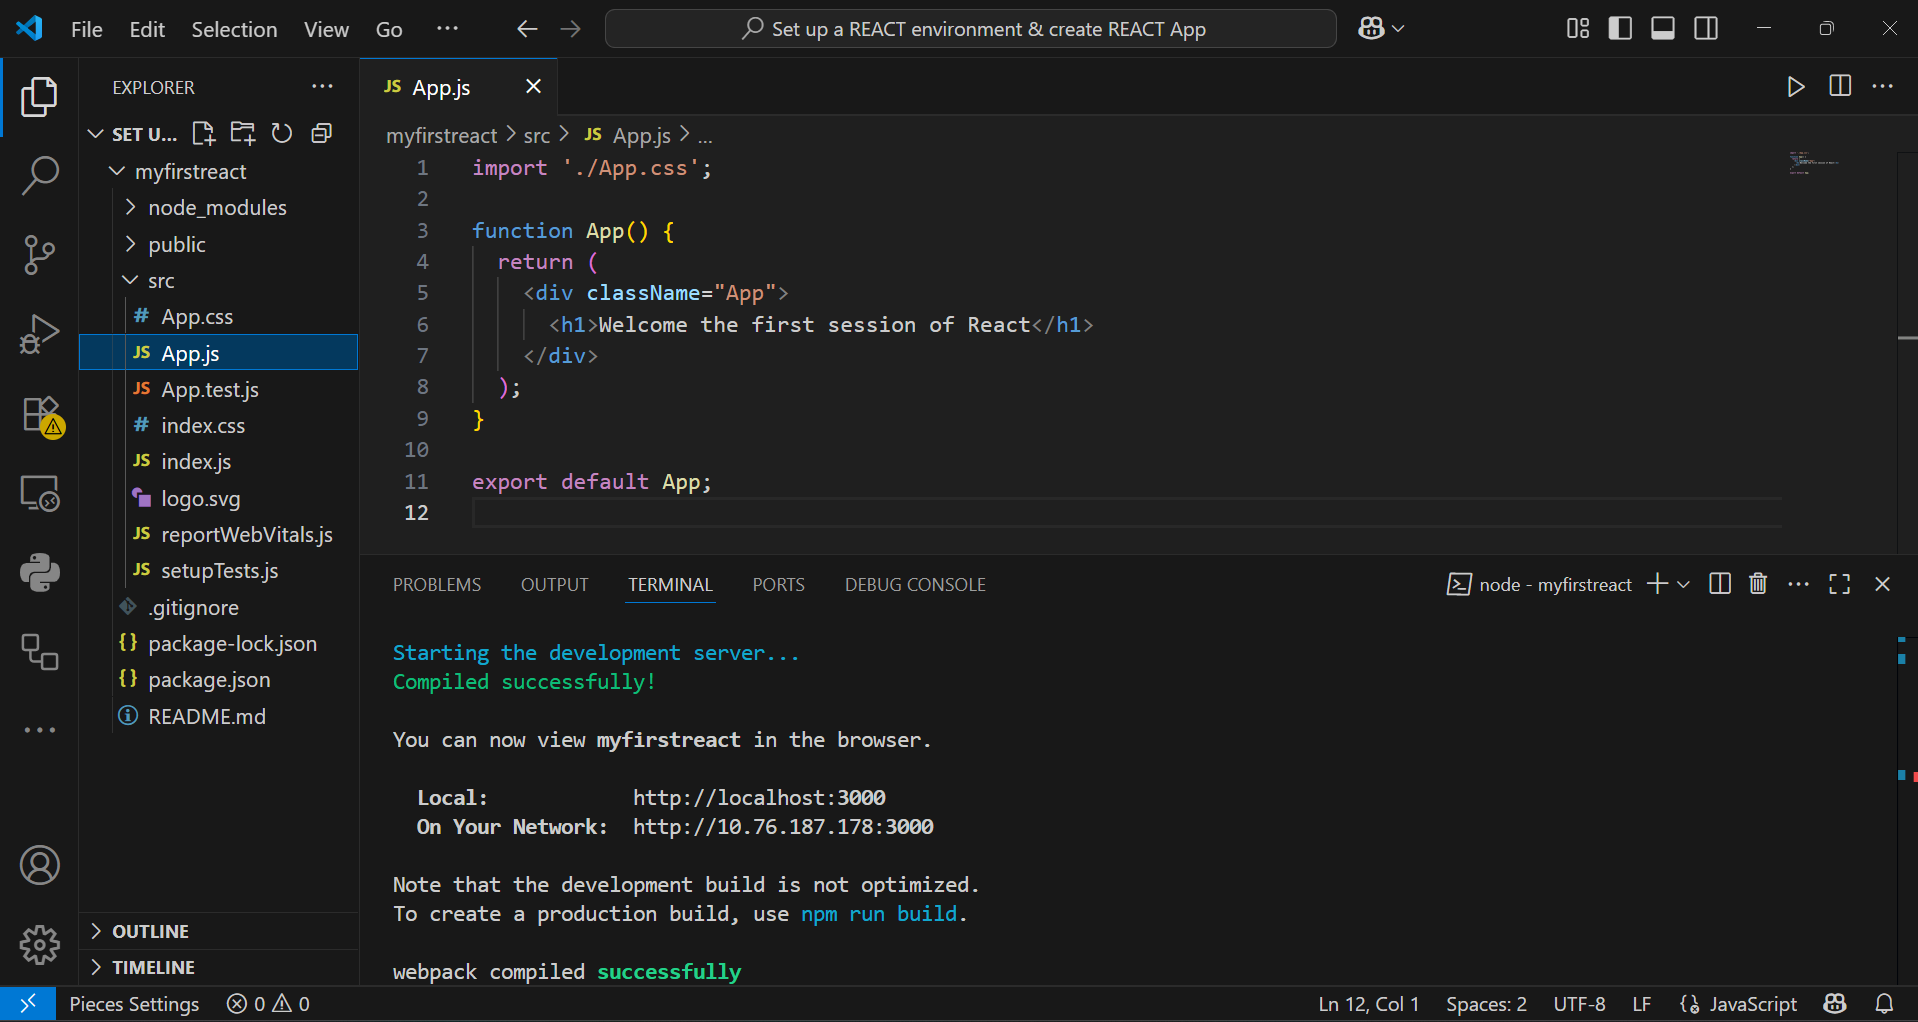 File Edit Selection View Go ... Set up a REACT environment & create REACT App
EXPLORER
SET U...
myfirstreact
node_modules
public
src
# App.css
JS App.js
JS App.test.js
# index.css
JS index.js
logo.svg
JS reportWebVitals.js
JS setupTests.js
.gitignore
{} package-lock.json
{} package.json
README.md
OUTLINE
TIMELINE
JS App.js
myfirstreact > src > JS App.js > ...
1 import './App.css';
2
3 function App() {
4 return (
5 <div className="App">
6 <h1>Welcome the first session of React</h1>
7 </div>
8 );
9 }
10
11 export default App;
12
PROBLEMS OUTPUT TERMINAL PORTS DEBUG CONSOLE node - myfirstreact
Starting the development server...
Compiled successfully!
You can now view myfirstreact in the browser.
Local: http://localhost:3000
On Your Network: http://10.76.187.178:3000
Note that the development build is not optimized.
To create a production build, use npm run build.
webpack compiled successfully
Pieces Settings 0 0 Ln 12, Col 1 Spaces: 2 UTF-8 LF JavaScript